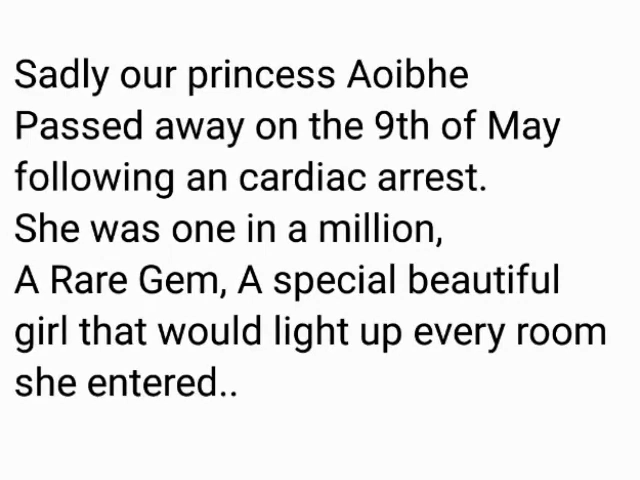 Sadly our princess Aoibhe
Passed away on the 9th of May
following an cardiac arrest.
She was one in a million,
A Rare Gem, A special beautiful
girl that would light up every room
she entered..